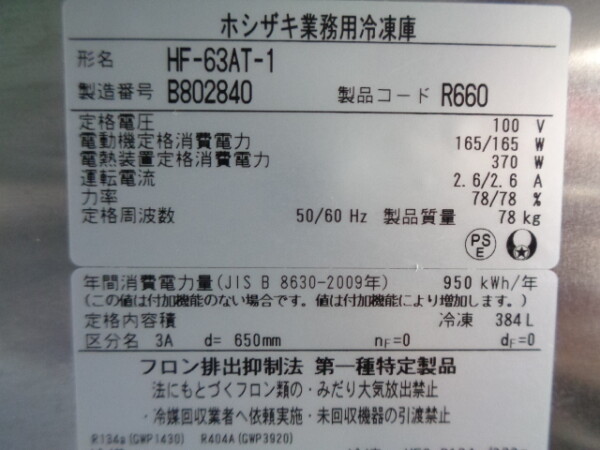 ホシザキ業務用冷凍庫
形名 HF-63AT-1
製造番号 B802840 製品コード R660
定格電圧 100 V
電動機定格消費電力 165/165 W
電熱装置定格消費電力 370 W
運転電流 2.6/2.6 A
力率 78/78 %
定格周波数 50/60 Hz 製品質量 78 kg
PS E
年間消費電力量(JIS B 8630-2009年) 950 kWh/年
(この値は付加機能のない場合です。値は付加機能により増加します。)
定格内容積 冷凍 384 L
区分名 3A d= 650mm nF=0 dF=0
フロン排出抑制法 第一種特定製品
法にもとづくフロン類の・みだり大気放出禁止
・冷媒回収業者へ依頼実施・未回収機器の引渡禁止
R134a(GWP1430) R404A(GWP3920)